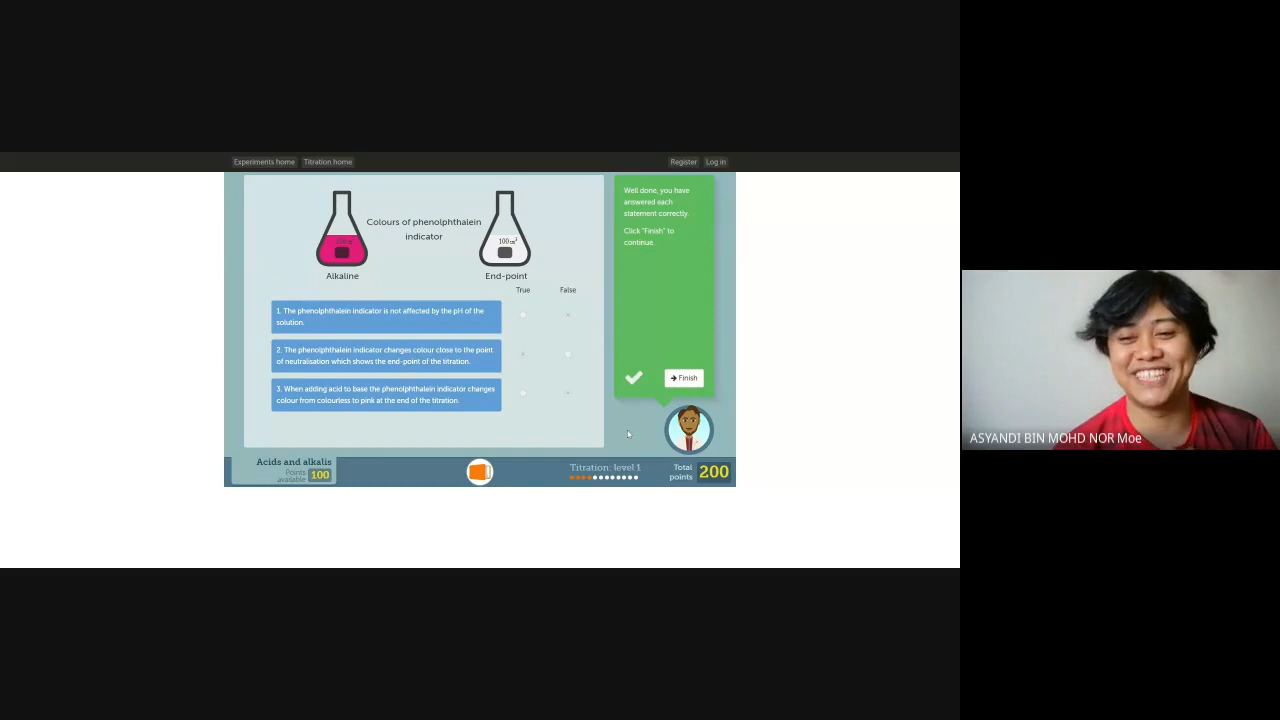 Experiments home
Titration home
Register
Log in
Colours of phenolphthalein
indicator
100 cm³
Alkaline
End-point
True
False
1. The phenolphthalein indicator is not affected by the pH of the
solution.
2. The phenolphthalein indicator changes colour close to the point
of neutralisation which shows the end-point of the titration.
3. When adding acid to base the phenolphthalein indicator changes
colour from colourless to pink at the end of the titration.
Well done, you have
answered each
statement correctly.
Click "Finish" to
continue.
Finish
Acids and alkalis
Points
available
100
Titration: level 1
Total
points
200
ASYANDI BIN MOHD NOR Moe